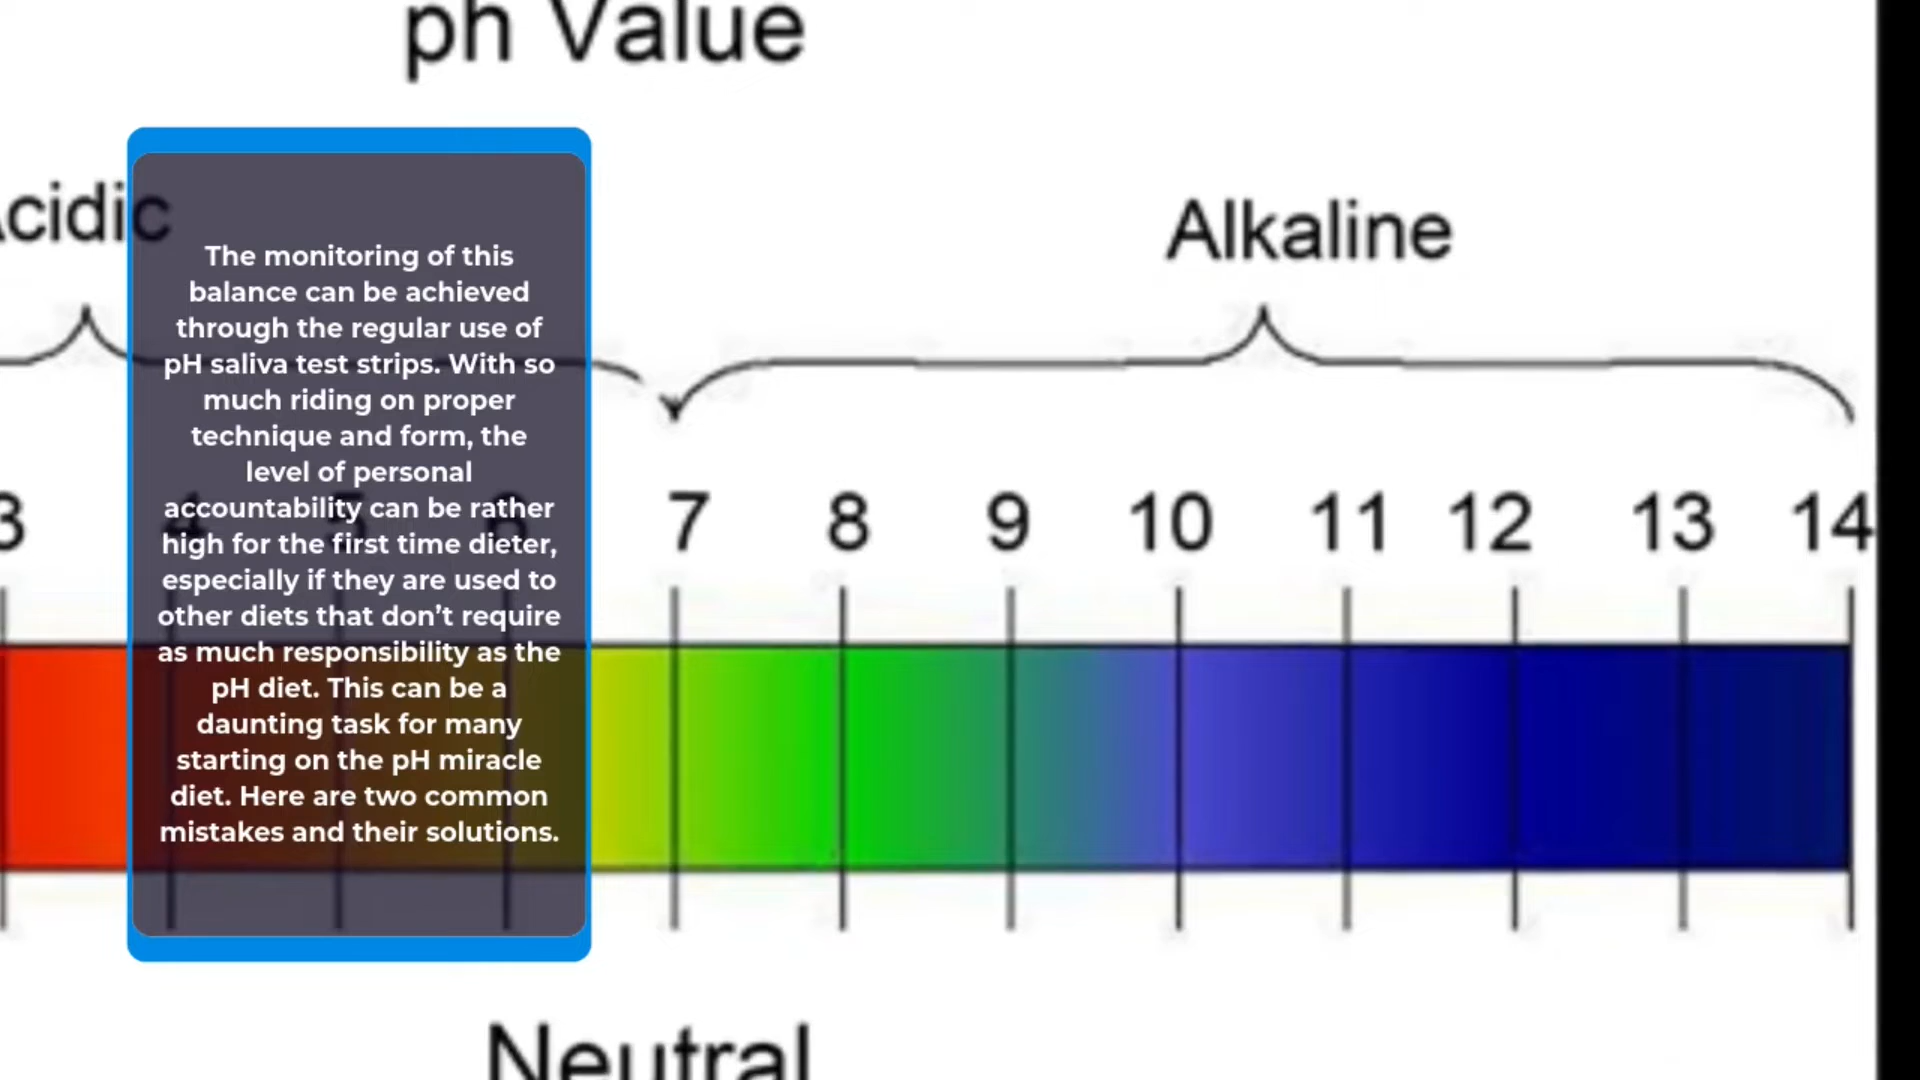 ph Value
Acidic
Alkaline
The monitoring of this
balance can be achieved
through the regular use of
pH saliva test strips. With so
much riding on proper
technique and form, the
level of personal
accountability can be rather
high for the first time dieter,
especially if they are used to
other diets that don’t require
as much responsibility as the
pH diet. This can be a
daunting task for many
starting on the pH miracle
diet. Here are two common
mistakes and their solutions.
3 4 5 6 7 8 9 10 11 12 13 14
Neutral